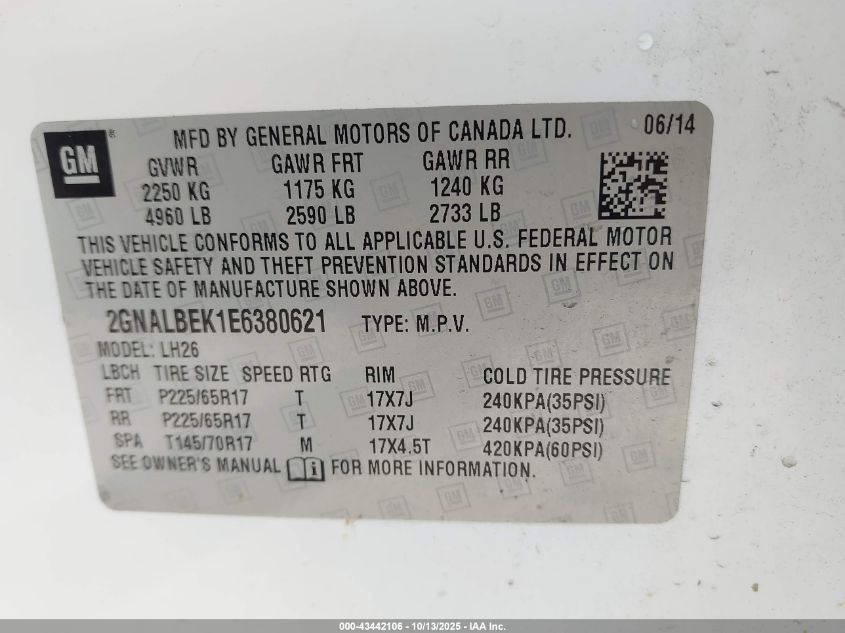 GM MFD BY GENERAL MOTORS OF CANADA LTD. 06/14
GVWR GAWR FRT GAWR RR
2250 KG 1175 KG 1240 KG
4960 LB 2590 LB 2733 LB
THIS VEHICLE CONFORMS TO ALL APPLICABLE U.S. FEDERAL MOTOR
VEHICLE SAFETY AND THEFT PREVENTION STANDARDS IN EFFECT ON
THE DATE OF MANUFACTURE SHOWN ABOVE.
2GNALBEK1E6380621 TYPE: M.P.V.
MODEL: LH26
LBCH TIRE SIZE SPEED RTG RIM COLD TIRE PRESSURE
FRT P225/65R17 T 17X7J 240KPA(35PSI)
RR P225/65R17 T 17X7J 240KPA(35PSI)
SPA T145/70R17 M 17X4.5T 420KPA(60PSI)
SEE OWNER'S MANUAL FOR MORE INFORMATION.
000-43442106 - 10/13/2025 - IAA Inc.